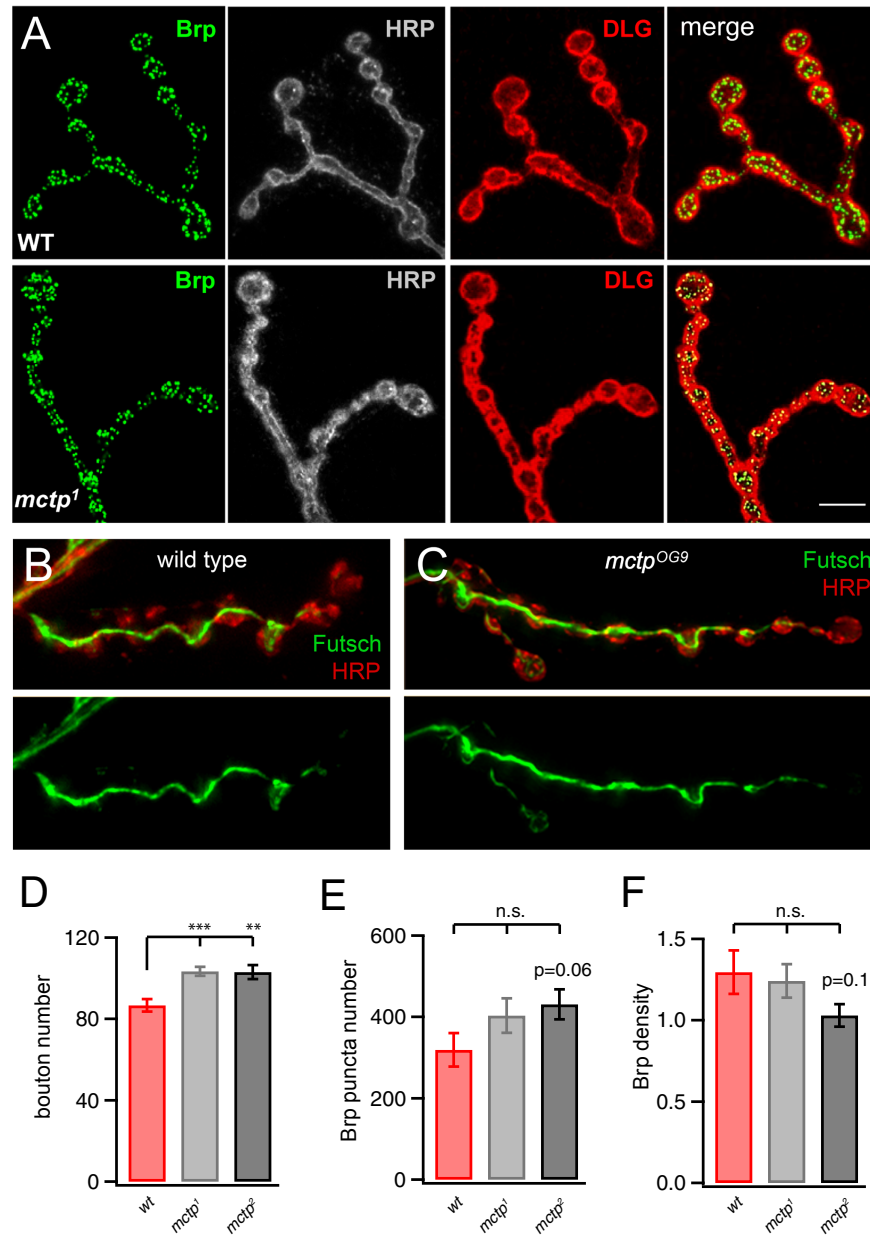 A Brp HRP DLG merge
WT
Brp HRP DLG
mctp¹
B wild type C mctpᴼᴳ⁹ Futsch
Futsch HRP
HRP
D E F
*** **
n.s.
n.s.
p=0.06
p=0.1
bouton number
120
80
40
0
wt mctp¹ mctp²
Brp puncta number
600
400
200
0
wt mctp¹ mctp²
Brp density
1.5
1.0
0.5
0.0
wt mctp¹ mctp²